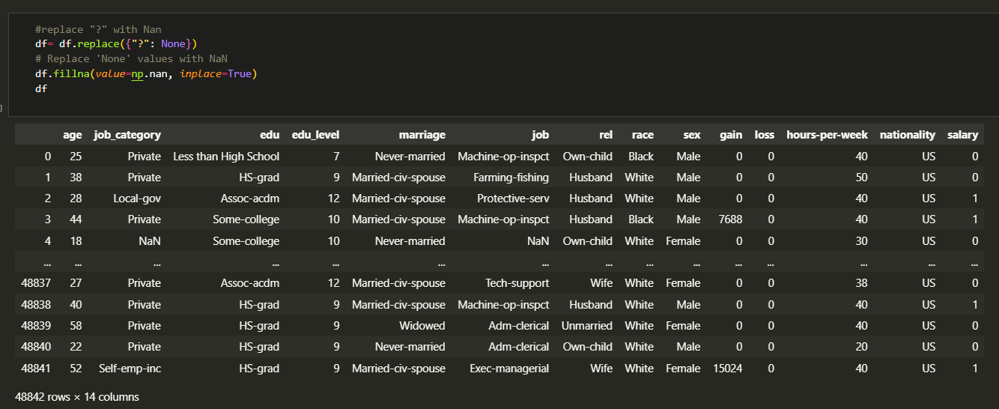 #replace "?" with Nan
df= df.replace({"?": None})
# Replace 'None' values with NaN
df.fillna(value=np.nan, inplace=True)
df
]
age job_category edu edu_level marriage job rel race sex gain loss hours-per-week nationality salary
0 25 Private Less than High School 7 Never-married Machine-op-inspct Own-child Black Male 0 0 40 US 0
1 38 Private HS-grad 9 Married-civ-spouse Farming-fishing Husband White Male 0 0 50 US 0
2 28 Local-gov Assoc-acdm 12 Married-civ-spouse Protective-serv Husband White Male 0 0 40 US 1
3 44 Private Some-college 10 Married-civ-spouse Machine-op-inspct Husband Black Male 7688 0 40 US 1
4 18 NaN Some-college 10 Never-married NaN Own-child White Female 0 0 30 US 0
... ... ... ... ... ... ... ... ... ... ... ... ... ... ...
48837 27 Private Assoc-acdm 12 Married-civ-spouse Tech-support Wife White Female 0 0 38 US 0
48838 40 Private HS-grad 9 Married-civ-spouse Machine-op-inspct Husband White Male 0 0 40 US 1
48839 58 Private HS-grad 9 Widowed Adm-clerical Unmarried White Female 0 0 40 US 0
48840 22 Private HS-grad 9 Never-married Adm-clerical Own-child White Male 0 0 20 US 0
48841 52 Self-emp-inc HS-grad 9 Married-civ-spouse Exec-managerial Wife White Female 15024 0 40 US 1
48842 rows × 14 columns